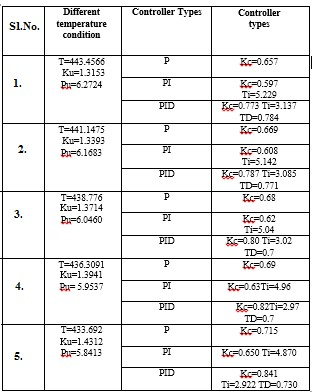 Sl.No. Different temperature condition Controller Types Controller types
1. T=443.4566 Ku=1.3153 Pu=6.2724
P Kc=0.657
PI Kc=0.597 Ti=5.229
PID Kc=0.773 Ti=3.137 TD=0.784
2. T=441.1475 Ku=1.3393 Pu=6.1683
P Kc=0.669
PI Kc=0.608 Ti=5.142
PID Kc=0.787 Ti=3.085 TD=0.771
3. T=438.776 Ku=1.3714 Pu=6.0460
P Kc=0.68
PI Kc=0.62 Ti=5.04
PID Kc=0.80 Ti=3.02 TD=0.7
4. T=436.3091 Ku=1.3941 Pu= 5.9537
P Kc=0.69
PI Kc=0.63Ti=4.96
PID Kc=0.82Ti=2.97 TD=0.7
5. T=433.692 Ku=1.4312 Pu=5.8413
P Kc=0.715
PI Kc=0.650 Ti=4.870
PID Kc=0.841 Ti=2.922 TD=0.730